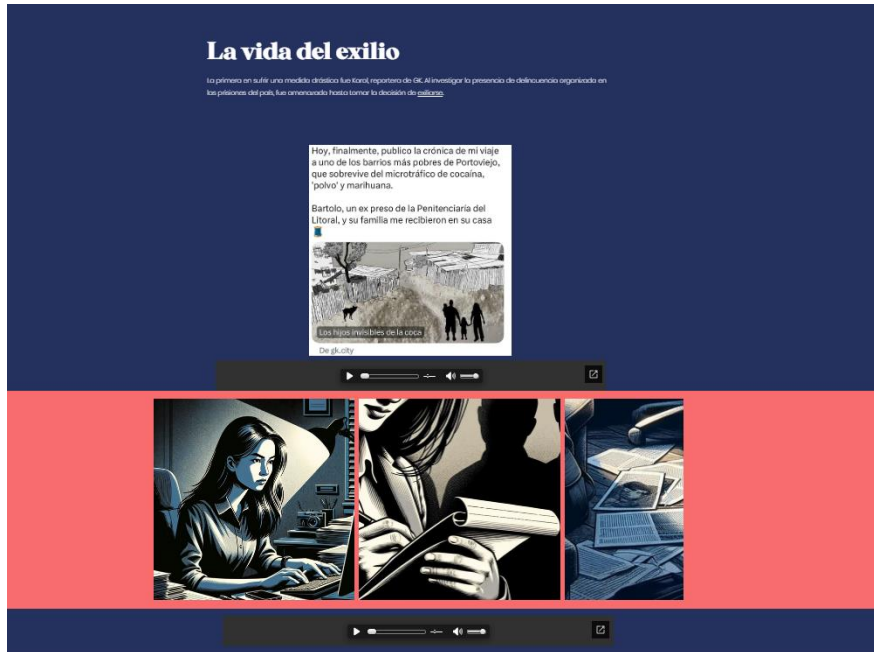 La vida del exilio
La primera en sufrir una medida drástica fue Karol, reportera de GK. Al investigar la presencia de delincuencia organizada en
las prisiones del país, fue amenazada hasta tomar la decisión de exiliarse.
Hoy, finalmente, publico la crónica de mi viaje
a uno de los barrios más pobres de Portoviejo,
que sobrevive del microtráfico de cocaína,
'polvo' y marihuana.
Bartolo, un ex preso de la Penitenciaría del
Litoral, y su familia me recibieron en su casa
Los hijos invisibles de la coca
De gk.city